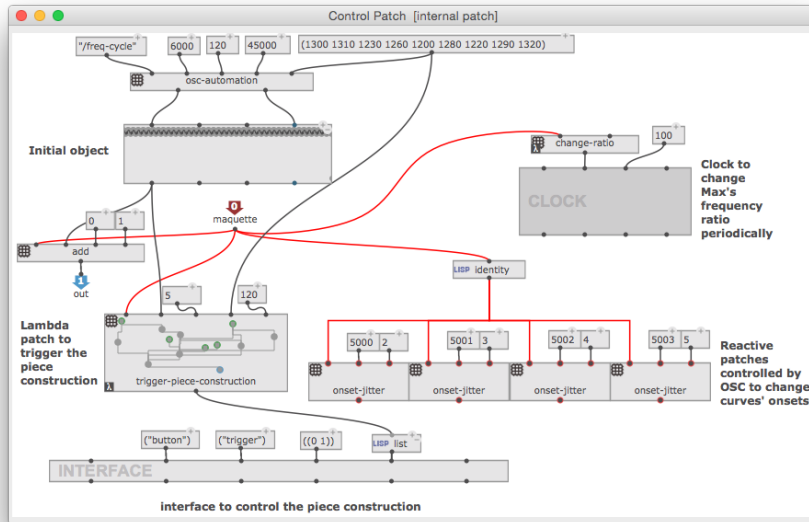 Control Patch [internal patch]
"/freq-cycle"
6000
120
45000
(1300 1310 1230 1260 1200 1280 1220 1290 1320)
osc-automation
Initial object
change-ratio
100
CLOCK
Clock to
change
Max's
frequency
ratio
periodically
0
maquette
0
1
add
1
out
LISP identity
Lambda
patch to
trigger the
piece
construction
5
120
trigger-piece-construction
5000 2
5001 3
5002 4
5003 5
onset-jitter
onset-jitter
onset-jitter
onset-jitter
Reactive
patches
controlled by
OSC to change
curves' onsets
("button")
("trigger")
((0 1))
LISP list
INTERFACE
interface to control the piece construction